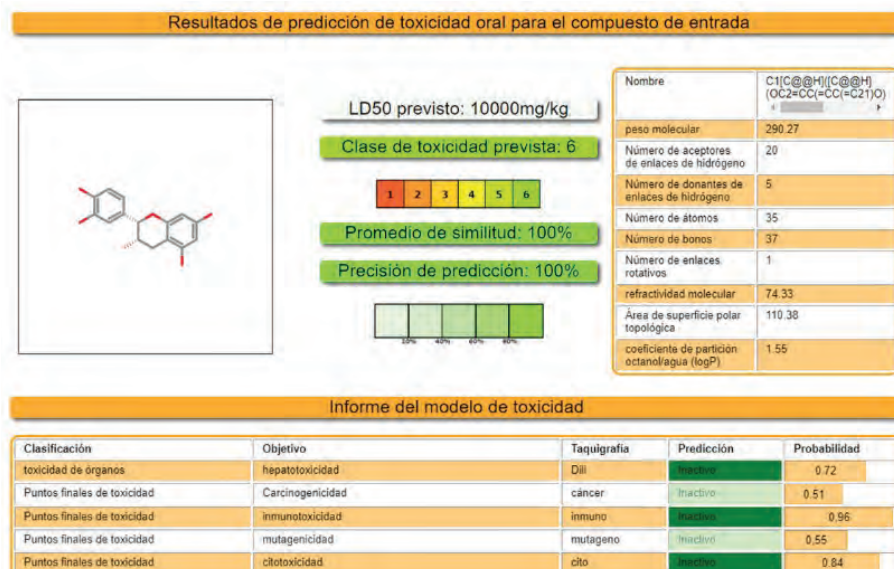 Resultados de predicción de toxicidad oral para el compuesto de entrada
LD50 previsto: 10000mg/kg
Clase de toxicidad prevista: 6
1 2 3 4 5 6
Promedio de similitud: 100%
Precisión de predicción: 100%
20% 40% 60% 80%
Nombre C1[C@@H]([C@@H]
(OC2=CC(=CC(=C21)O)
peso molecular 290.27
Número de aceptores 20
de enlaces de hidrógeno
Número de donantes de 5
enlaces de hidrógeno
Número de átomos 35
Número de bonos 37
Número de enlaces 1
rotativos
refractividad molecular 74.33
Área de superficie polar 110.38
topológica
coeficiente de partición 1.55
octanol/agua (logP)
Informe del modelo de toxicidad
Clasificación Objetivo Taquigrafía Predicción Probabilidad
toxicidad de órganos hepatotoxicidad Dili Inactivo 0.72
Puntos finales de toxicidad Carcinogenicidad cáncer Inactivo 0.51
Puntos finales de toxicidad inmunotoxicidad inmuno Inactivo 0.96
Puntos finales de toxicidad mutagenicidad mutageno Inactivo 0.55
Puntos finales de toxicidad citotoxicidad cito Inactivo 0.84